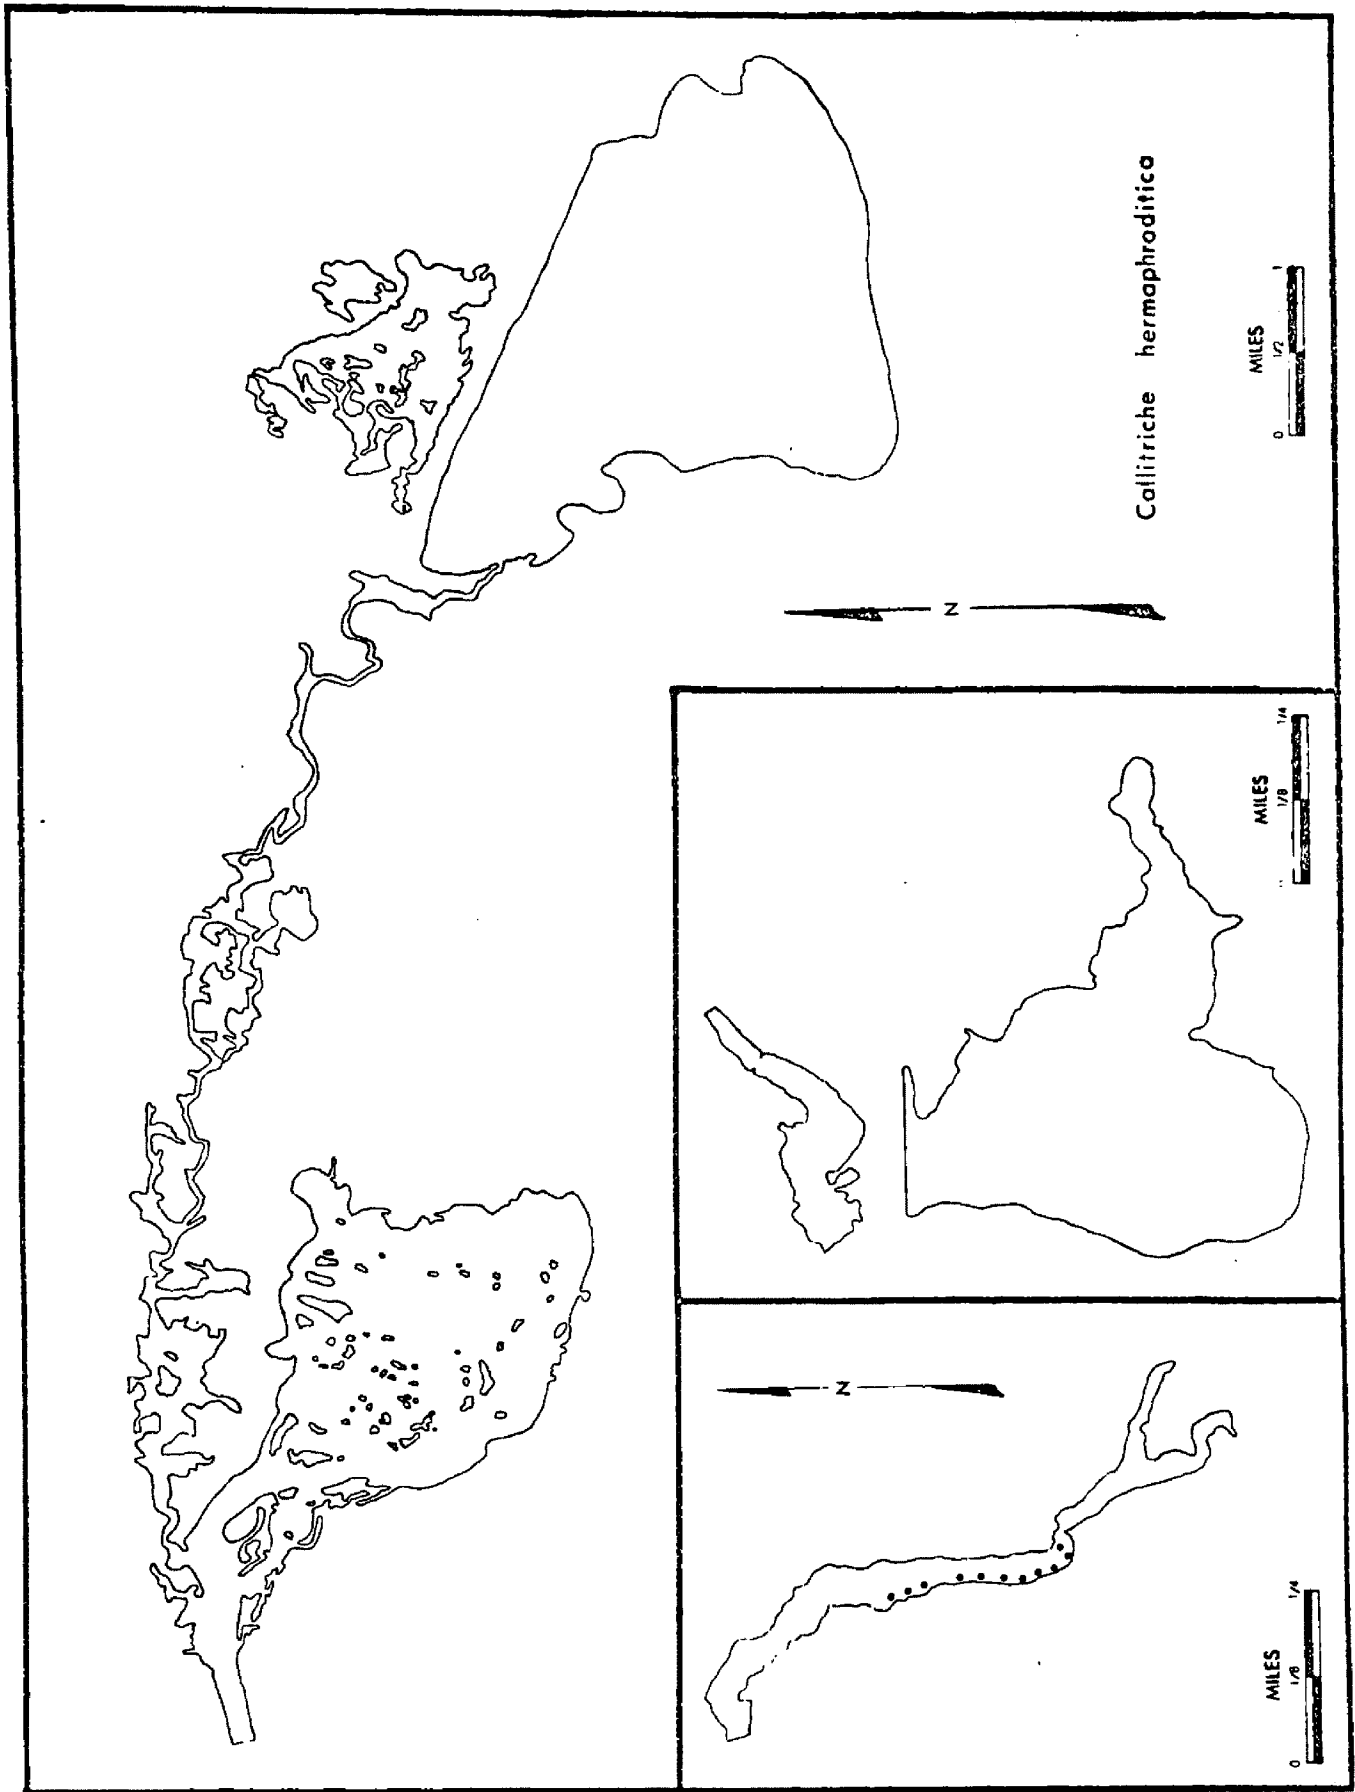 Callitriche hermaphroditica
MILES
0 1/2 1
N
MILES
1/8 1/4
N
MILES
0 1/8 1/4